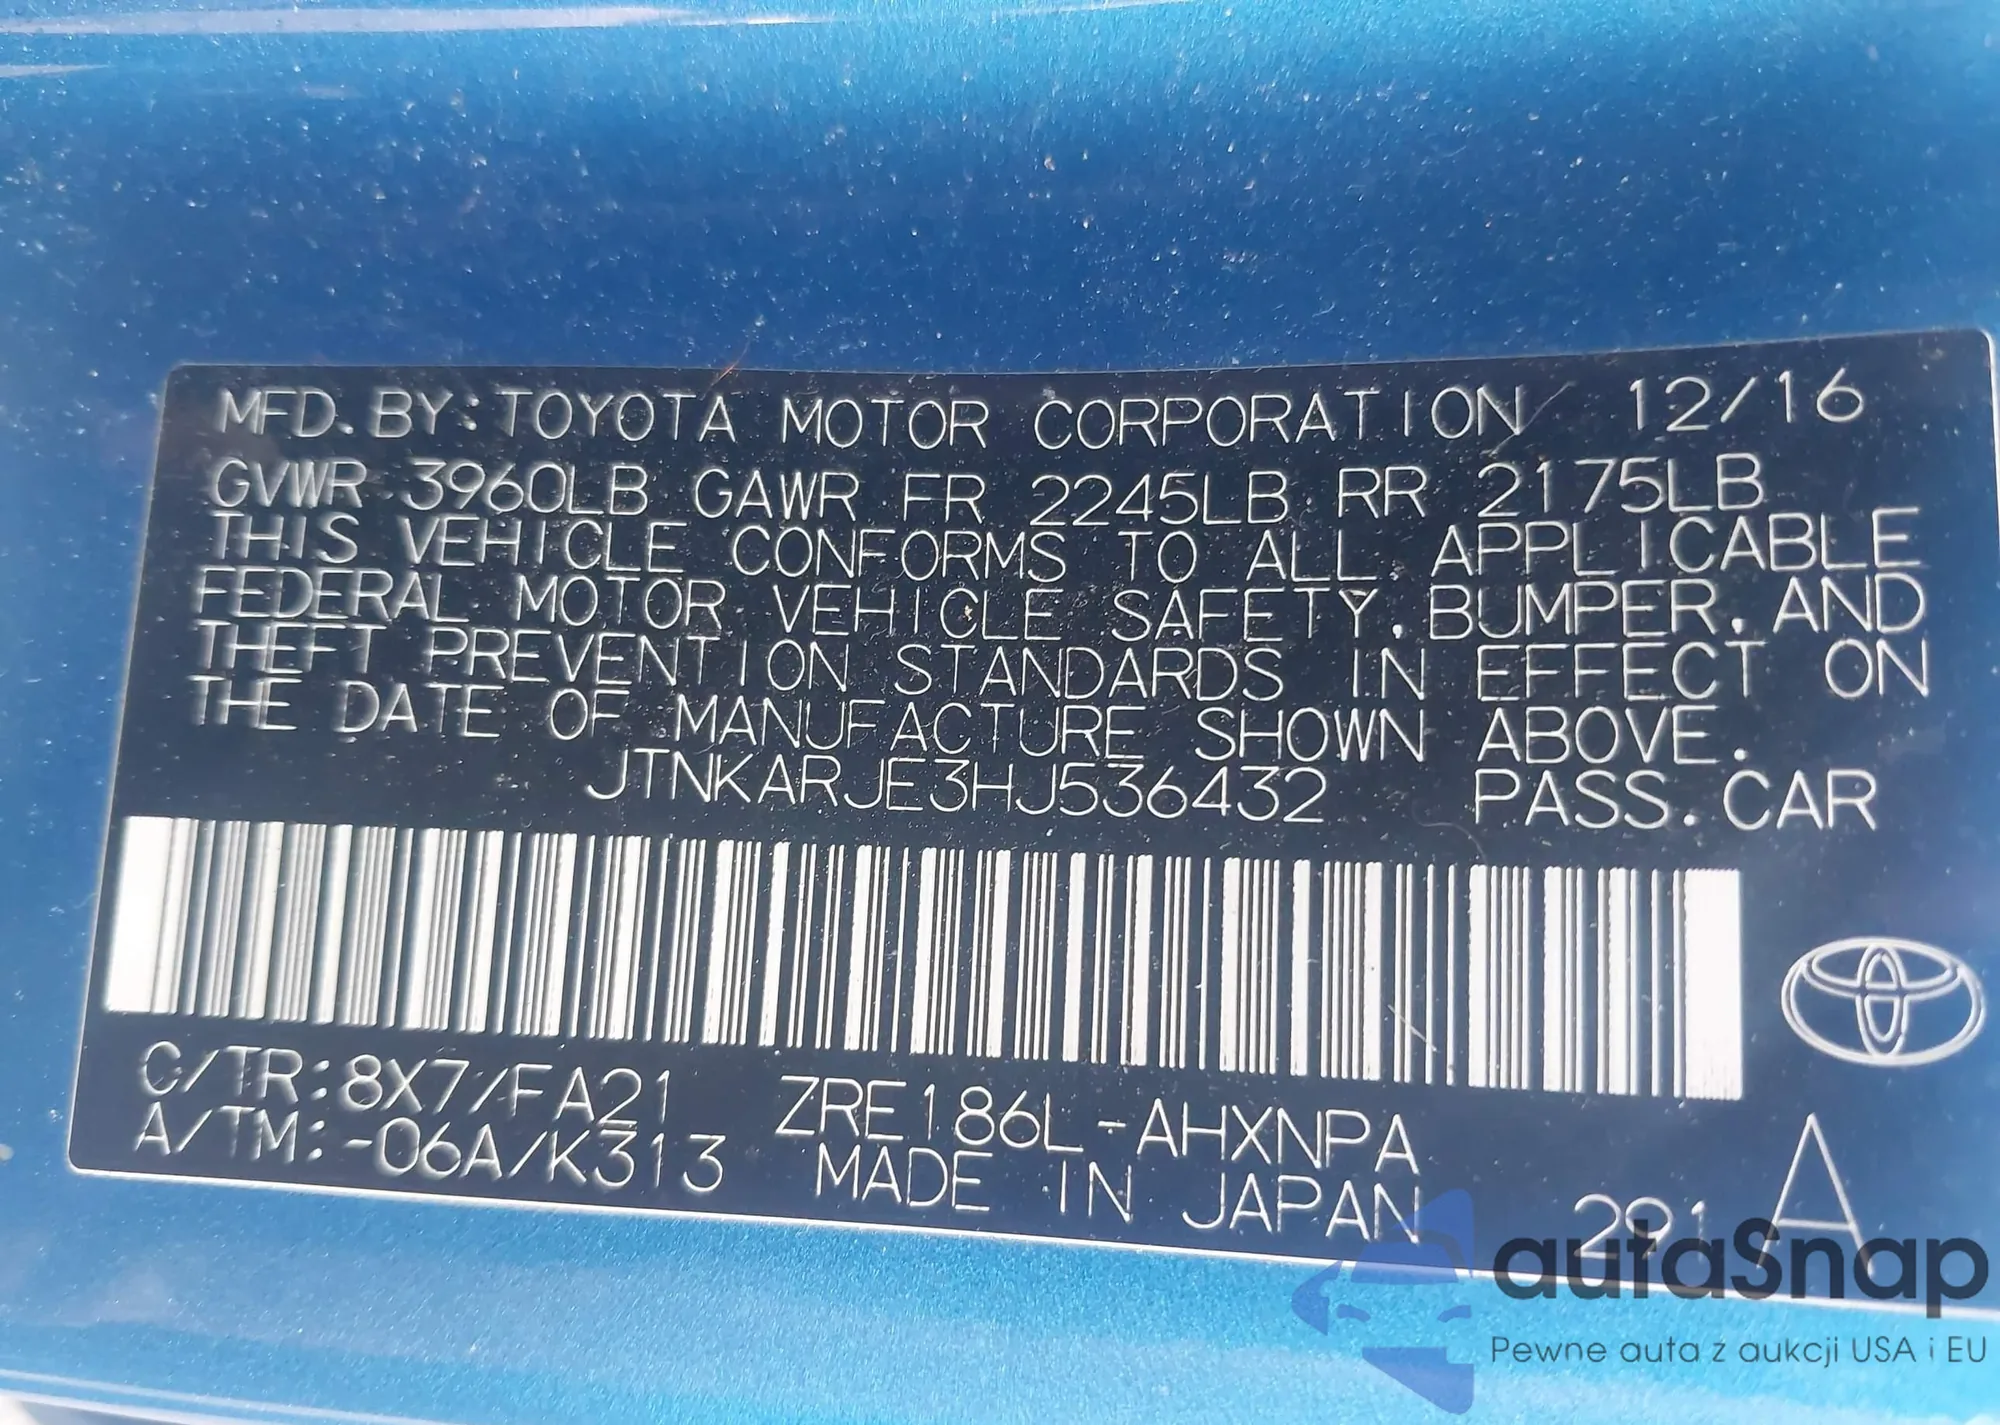 MFD. BY: TOYOTA MOTOR CORPORATION 12/16
GVWR 3960LB GAWR FR 2245LB RR 2175LB
THIS VEHICLE CONFORMS TO ALL APPLICABLE
FEDERAL MOTOR VEHICLE SAFETY, BUMPER, AND
THEFT PREVENTION STANDARDS IN EFFECT ON
THE DATE OF MANUFACTURE SHOWN ABOVE.
JTNKARJE3HJ536432 PASS. CAR
C/TR: 8X7/FA21 ZRE186L-AHXNPA
A/TM: -06A/K313 MADE IN JAPAN 291 A
autaSnap
Pewne auta z aukcji USA i EU